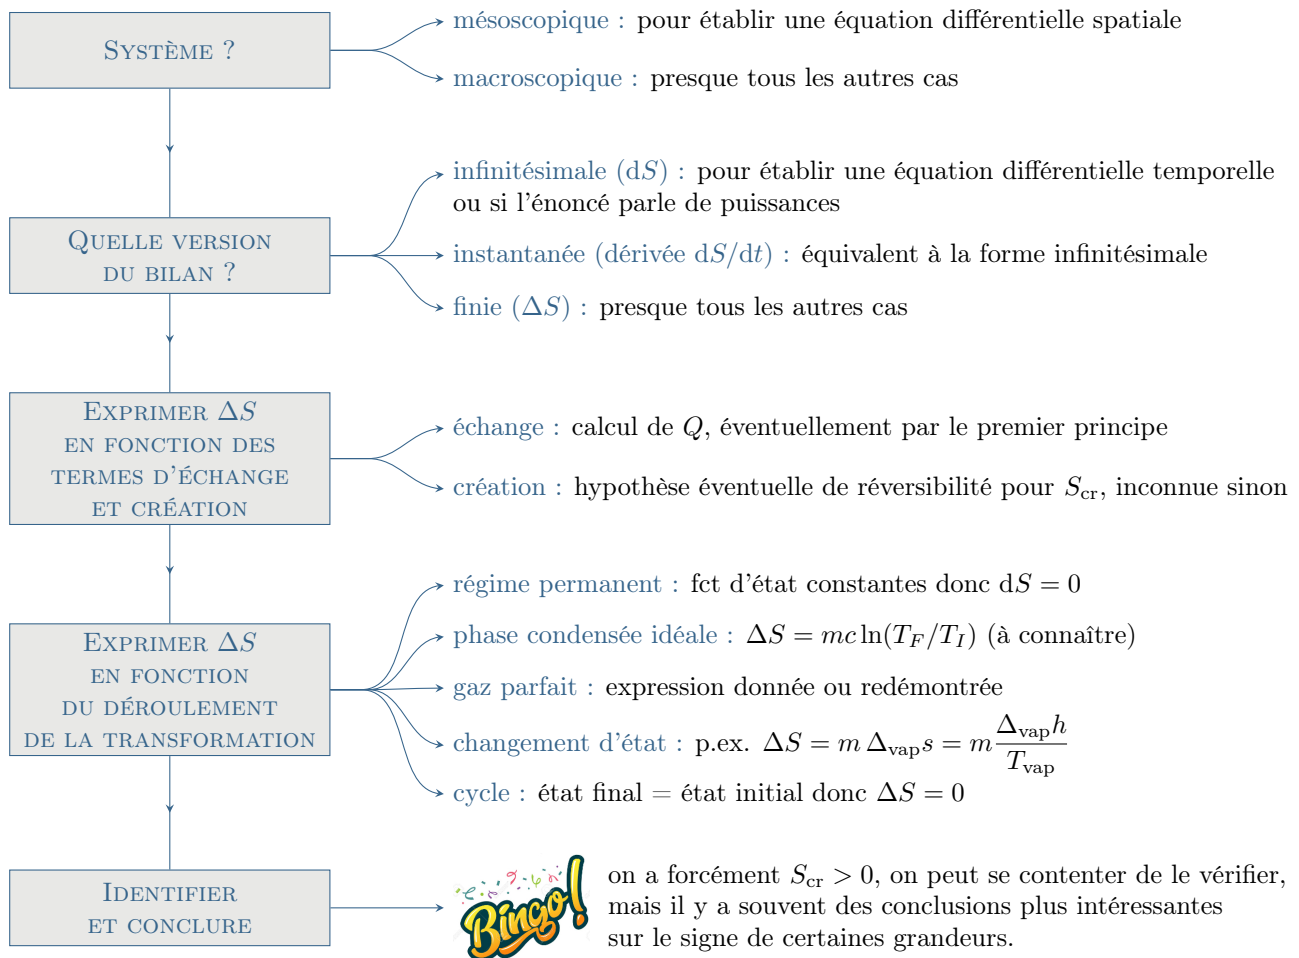 SYSTÈME ?
mésoscopique : pour établir une équation différentielle spatiale
macroscopique : presque tous les autres cas
QUELLE VERSION
DU BILAN ?
infinitésimale (dS) : pour établir une équation différentielle temporelle
ou si l'énoncé parle de puissances
instantanée (dérivée dS/dt) : équivalent à la forme infinitésimale
finie (ΔS) : presque tous les autres cas
EXPRIMER ΔS
EN FONCTION DES
TERMES D'ÉCHANGE
ET CRÉATION
échange : calcul de Q, éventuellement par le premier principe
création : hypothèse éventuelle de réversibilité pour S_cr, inconnue sinon
EXPRIMER ΔS
EN FONCTION
DU DÉROULEMENT
DE LA TRANSFORMATION
régime permanent : fct d'état constantes donc dS = 0
phase condensée idéale : ΔS = mc ln(T_F/T_I) (à connaître)
gaz parfait : expression donnée ou redémontrée
changement d'état : p.ex. ΔS = m Δ_vap s = m Δ_vap h / T_vap
cycle : état final = état initial donc ΔS = 0
IDENTIFIER
ET CONCLURE
Bingo!
on a forcément S_cr > 0, on peut se contenter de le vérifier,
mais il y a souvent des conclusions plus intéressantes
sur le signe de certaines grandeurs.